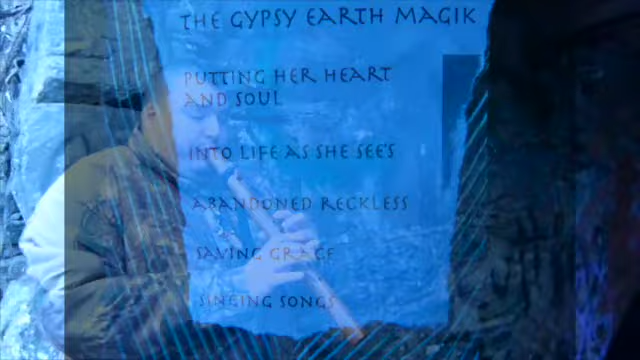 THE GYPSY EARTH MAGIK
PUTTING HER HEART
AND SOUL
INTO LIFE AS SHE SEE'S
ABANDONED RECKLESS
SAVING GRACE
SINGING SONGS